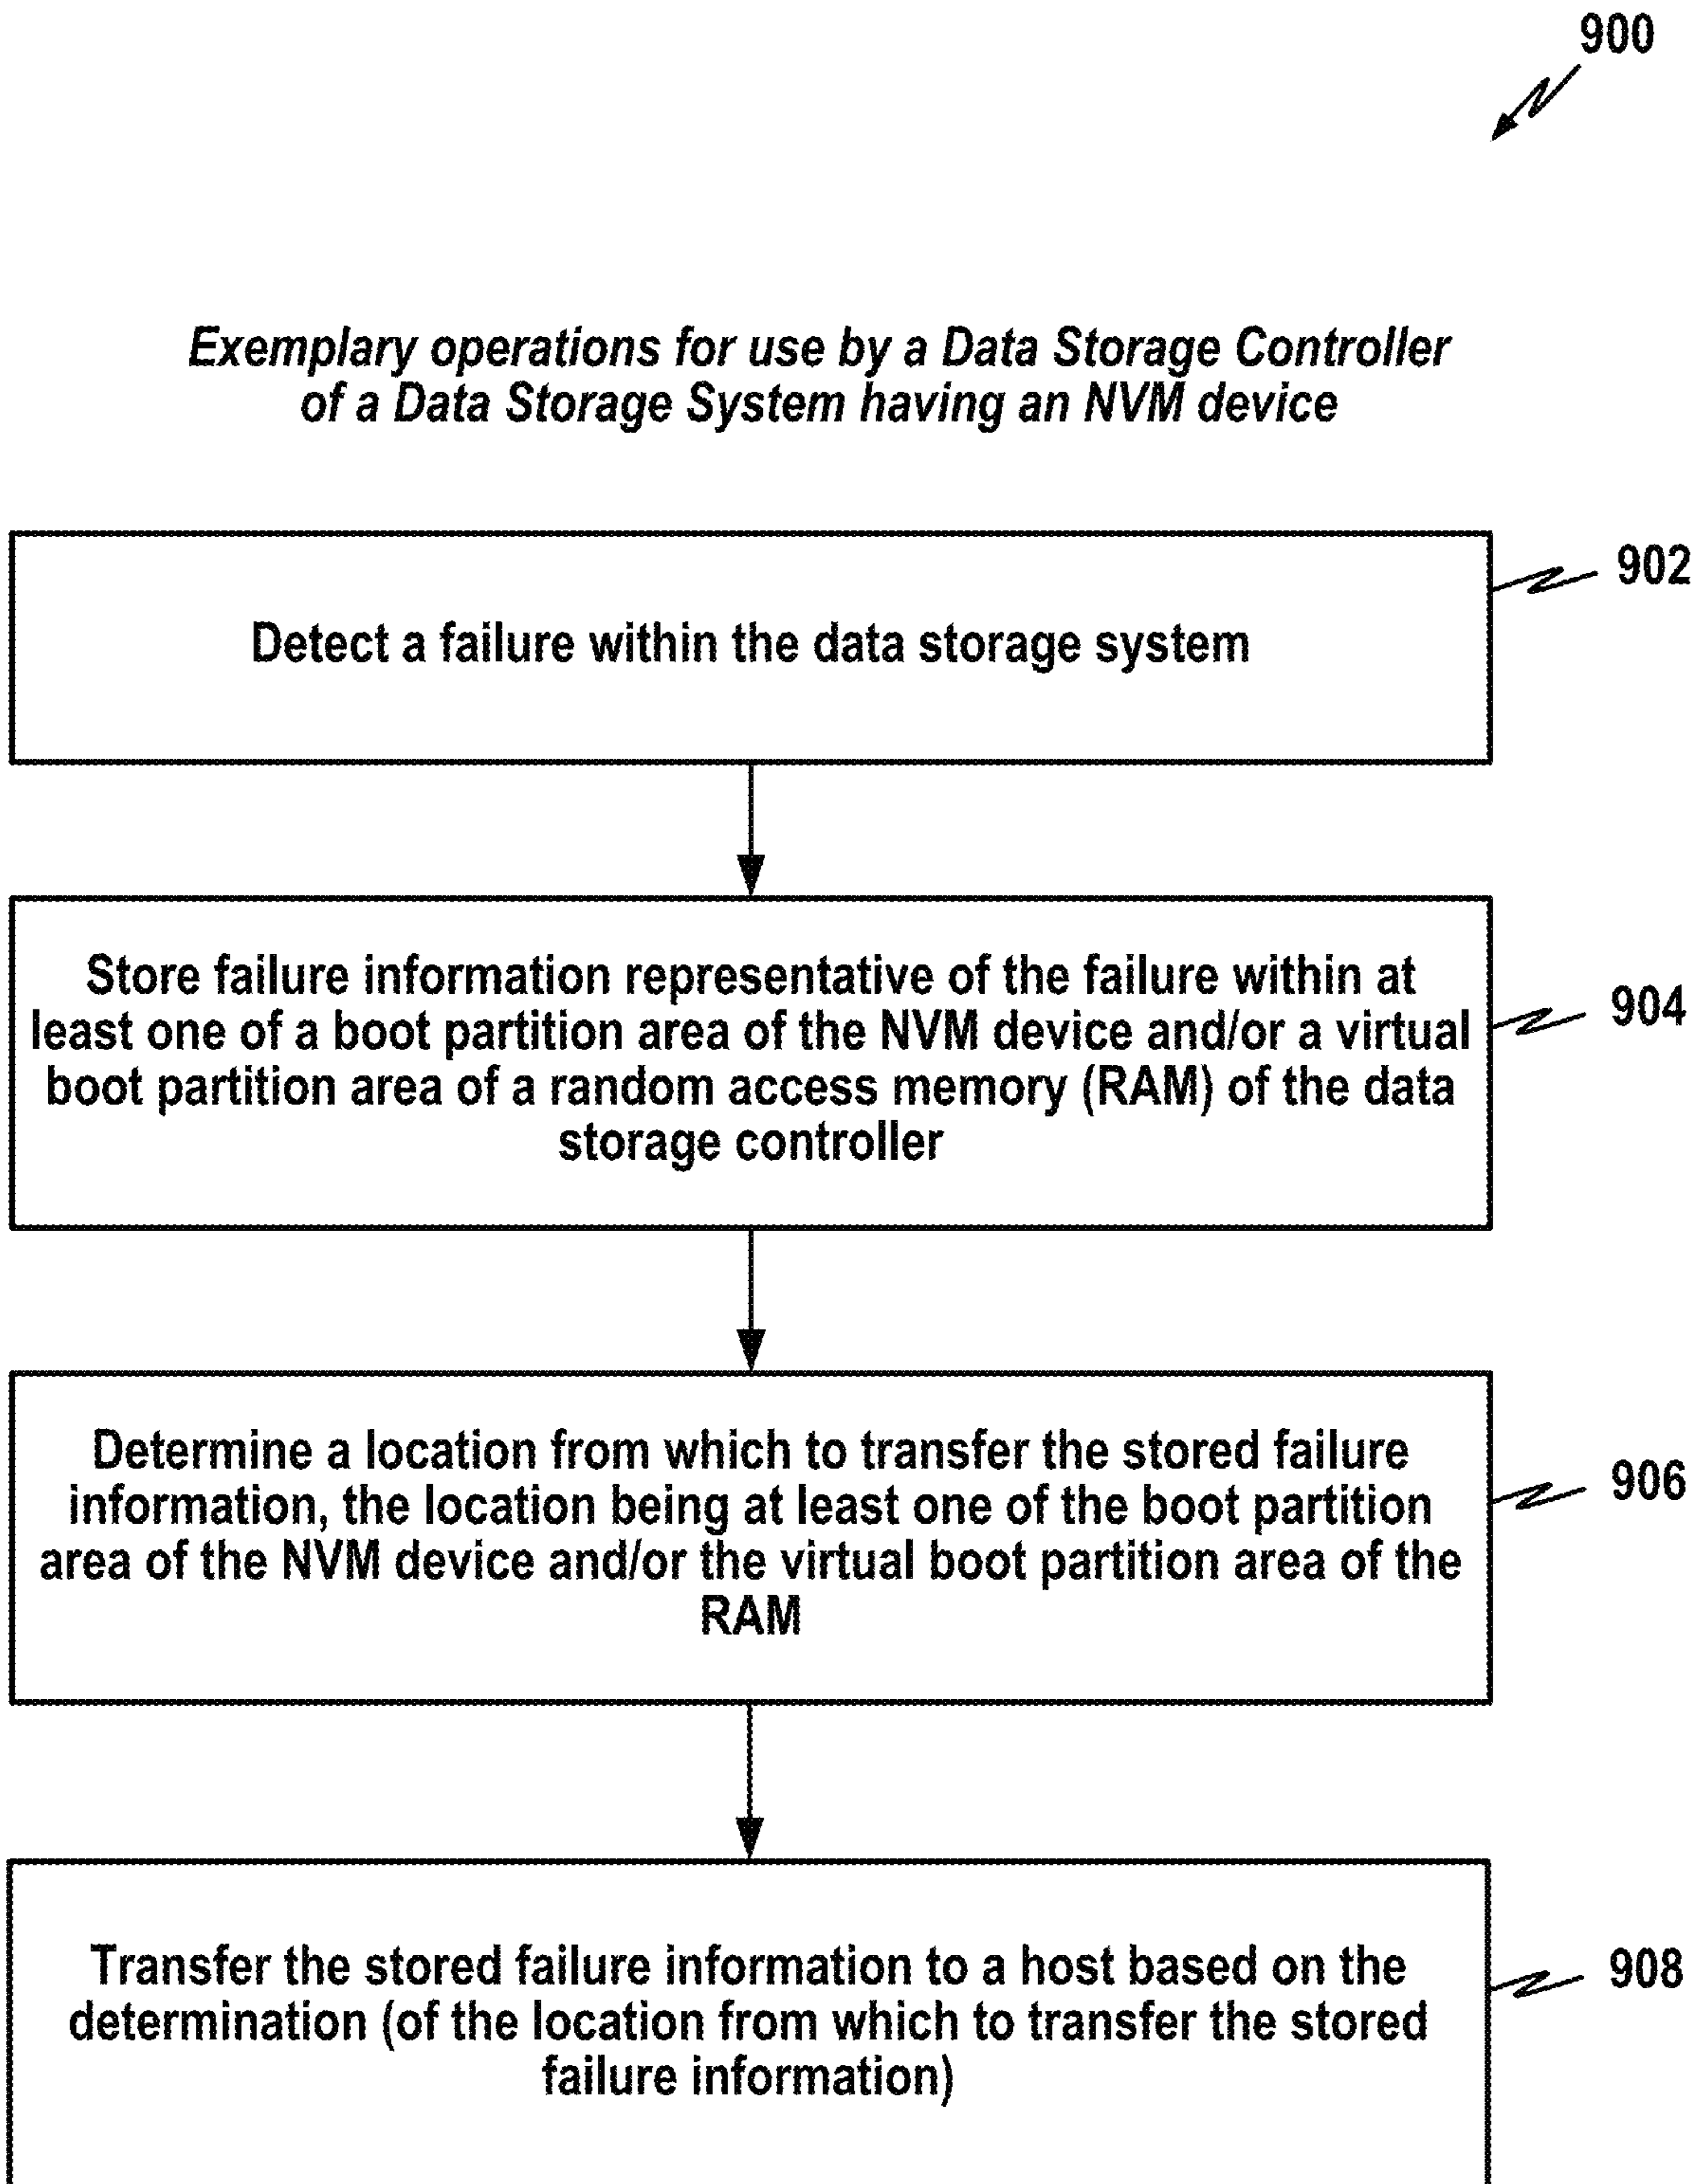 900
Exemplary operations for use by a Data Storage Controller
of a Data Storage System having an NVM device
902
Detect a failure within the data storage system
Store failure information representative of the failure within at
least one of a boot partition area of the NVM device and/or a virtual
boot partition area of a random access memory (RAM) of the data
storage controller
904
Determine a location from which to transfer the stored failure
information, the location being at least one of the boot partition
area of the NVM device and/or the virtual boot partition area of the
RAM
906
Transfer the stored failure information to a host based on the
determination (of the location from which to transfer the stored
failure information)
908